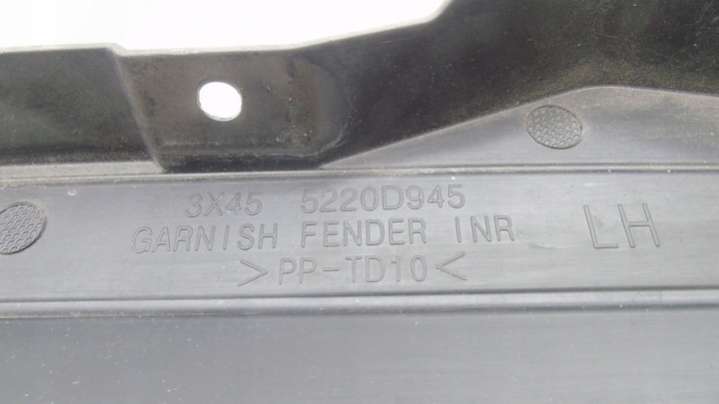 3X45 5220D945
GARNISH FENDER INR LH
>PP-TD10<